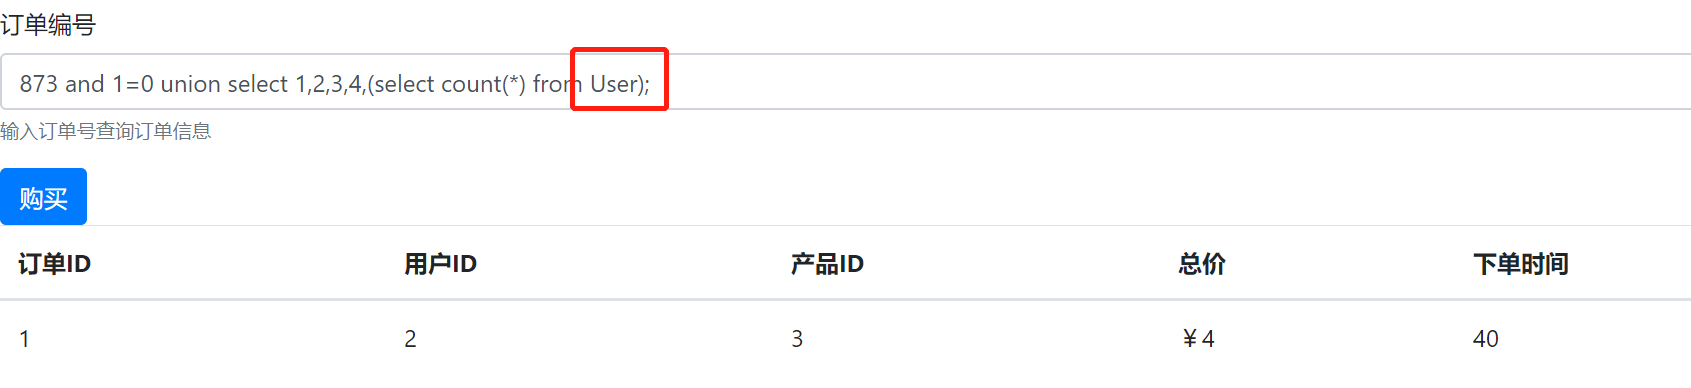 订单编号
873 and 1=0 union select 1,2,3,4,(select count(*) from User);
输入订单号查询订单信息
购买
订单ID 用户ID 产品ID 总价 下单时间
1 2 3 ￥4 40